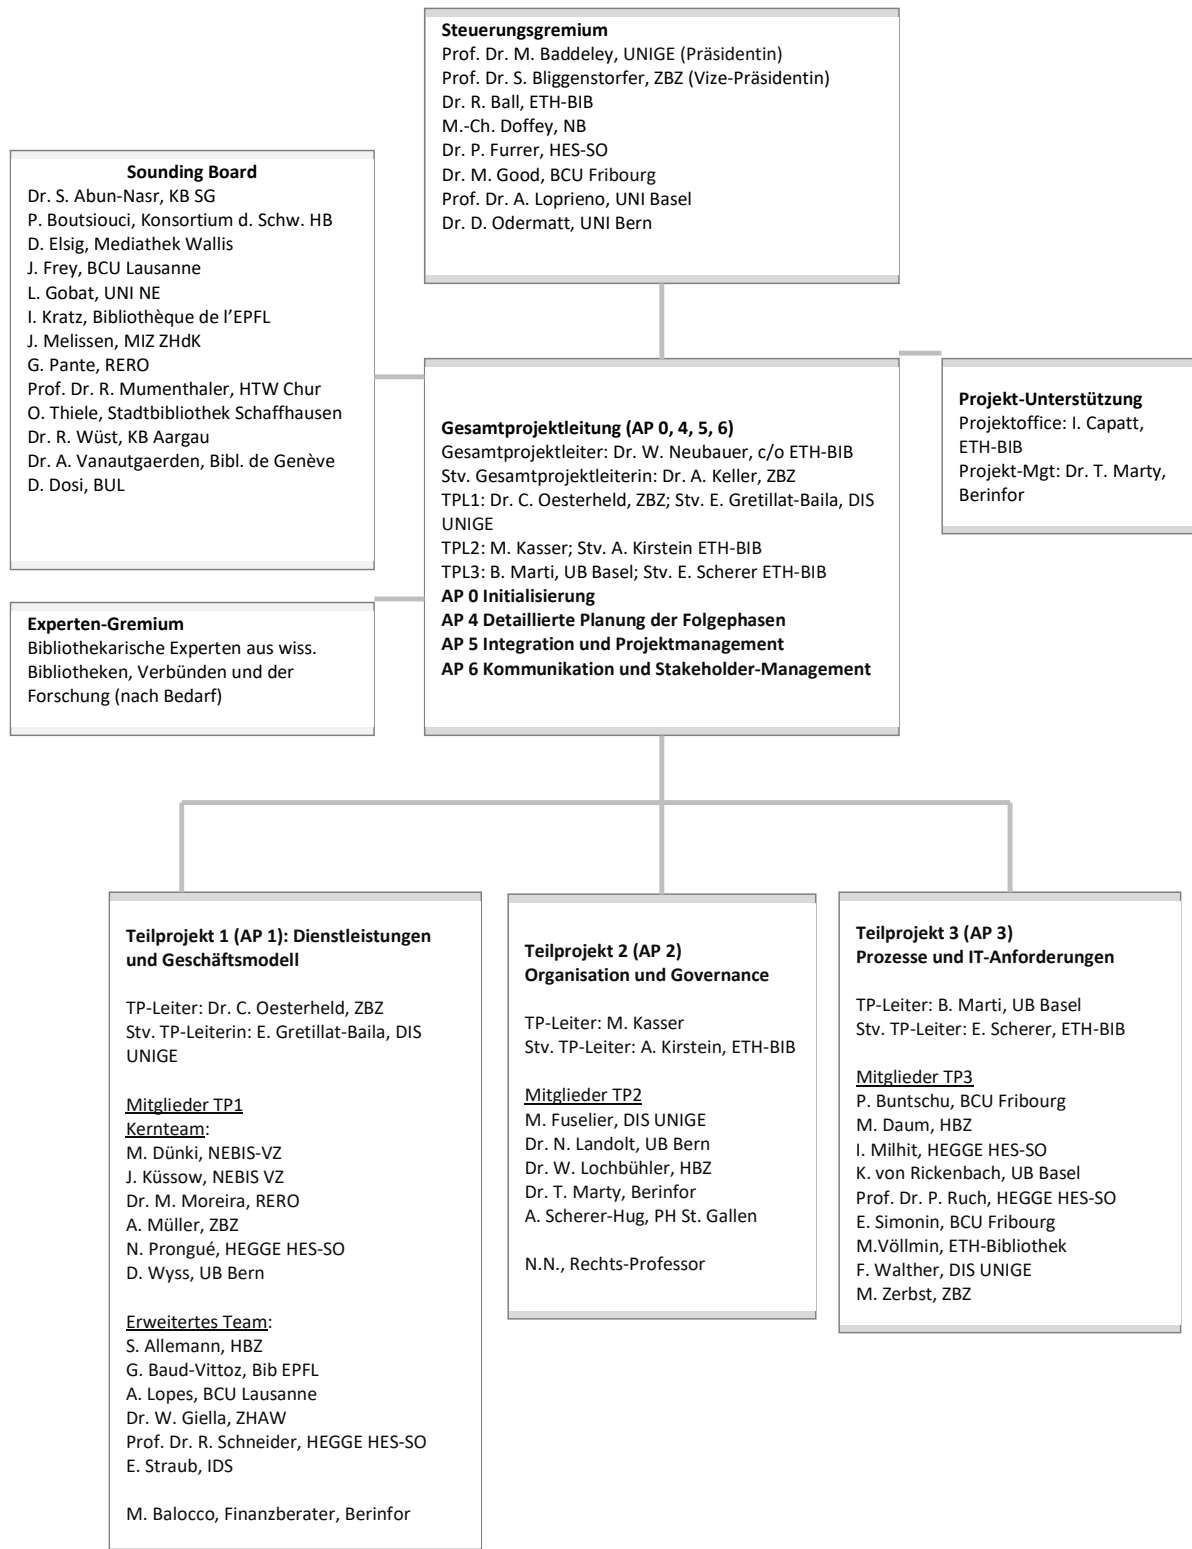 Steuerungsgremium
Prof. Dr. M. Baddeley, UNIGE (Präsidentin)
Prof. Dr. S. Bliggenstorfer, ZBZ (Vize-Präsidentin)
Dr. R. Ball, ETH-BIB
M.-Ch. Doffey, NB
Dr. P. Furrer, HES-SO
Dr. M. Good, BCU Fribourg
Prof. Dr. A. Loprieno, UNI Basel
Dr. D. Odermatt, UNI Bern
Sounding Board
Dr. S. Abun-Nasr, KB SG
P. Boutsiouci, Konsortium d. Schw. HB
D. Elsig, Mediathek Wallis
J. Frey, BCU Lausanne
L. Gobat, UNI NE
I. Kratz, Bibliothèque de l’EPFL
J. Melissen, MIZ ZHdK
G. Pante, RERO
Prof. Dr. R. Mumenthaler, HTW Chur
O. Thiele, Stadtbibliothek Schaffhausen
Dr. R. Wüst, KB Aargau
Dr. A. Vanautgaerden, Bibl. de Genève
D. Dosi, BUL
Gesamtprojektleitung (AP 0, 4, 5, 6)
Gesamtprojektleiter: Dr. W. Neubauer, c/o ETH-BIB
Stv. Gesamtprojektleiterin: Dr. A. Keller, ZBZ
TPL1: Dr. C. Oesterheld, ZBZ; Stv. E. Gretillat-Baila, DIS
UNIGE
TPL2: M. Kasser; Stv. A. Kirstein ETH-BIB
TPL3: B. Marti, UB Basel; Stv. E. Scherer ETH-BIB
AP 0 Initialisierung
AP 4 Detaillierte Planung der Folgephasen
AP 5 Integration und Projektmanagement
AP 6 Kommunikation und Stakeholder-Management
Projekt-Unterstützung
Projektoffice: I. Capatt,
ETH-BIB
Projekt-Mgt: Dr. T. Marty,
Berinfor
Experten-Gremium
Bibliothekarische Experten aus wiss.
Bibliotheken, Verbünden und der
Forschung (nach Bedarf)
Teilprojekt 1 (AP 1): Dienstleistungen
und Geschäftsmodell
TP-Leiter: Dr. C. Oesterheld, ZBZ
Stv. TP-Leiterin: E. Gretillat-Baila, DIS
UNIGE
Mitglieder TP1
Kernteam:
M. Dünki, NEBIS-VZ
J. Küssow, NEBIS VZ
Dr. M. Moreira, RERO
A. Müller, ZBZ
N. Prongué, HEGGE HES-SO
D. Wyss, UB Bern
Erweitertes Team:
S. Allemann, HBZ
G. Baud-Vittoz, Bib EPFL
A. Lopes, BCU Lausanne
Dr. W. Giella, ZHAW
Prof. Dr. R. Schneider, HEGGE HES-SO
E. Straub, IDS
M. Balocco, Finanzberater, Berinfor
Teilprojekt 2 (AP 2)
Organisation und Governance
TP-Leiter: M. Kasser
Stv. TP-Leiter: A. Kirstein, ETH-BIB
Mitglieder TP2
M. Fuselier, DIS UNIGE
Dr. N. Landolt, UB Bern
Dr. W. Lochbühler, HBZ
Dr. T. Marty, Berinfor
A. Scherer-Hug, PH St. Gallen
N.N., Rechts-Professor
Teilprojekt 3 (AP 3)
Prozesse und IT-Anforderungen
TP-Leiter: B. Marti, UB Basel
Stv. TP-Leiter: E. Scherer, ETH-BIB
Mitglieder TP3
P. Buntschu, BCU Fribourg
M. Daum, HBZ
I. Milhit, HEGGE HES-SO
K. von Rickenbach, UB Basel
Prof. Dr. P. Ruch, HEGGE HES-SO
E. Simonin, BCU Fribourg
M.Völlmin, ETH-Bibliothek
F. Walther, DIS UNIGE
M. Zerbst, ZBZ